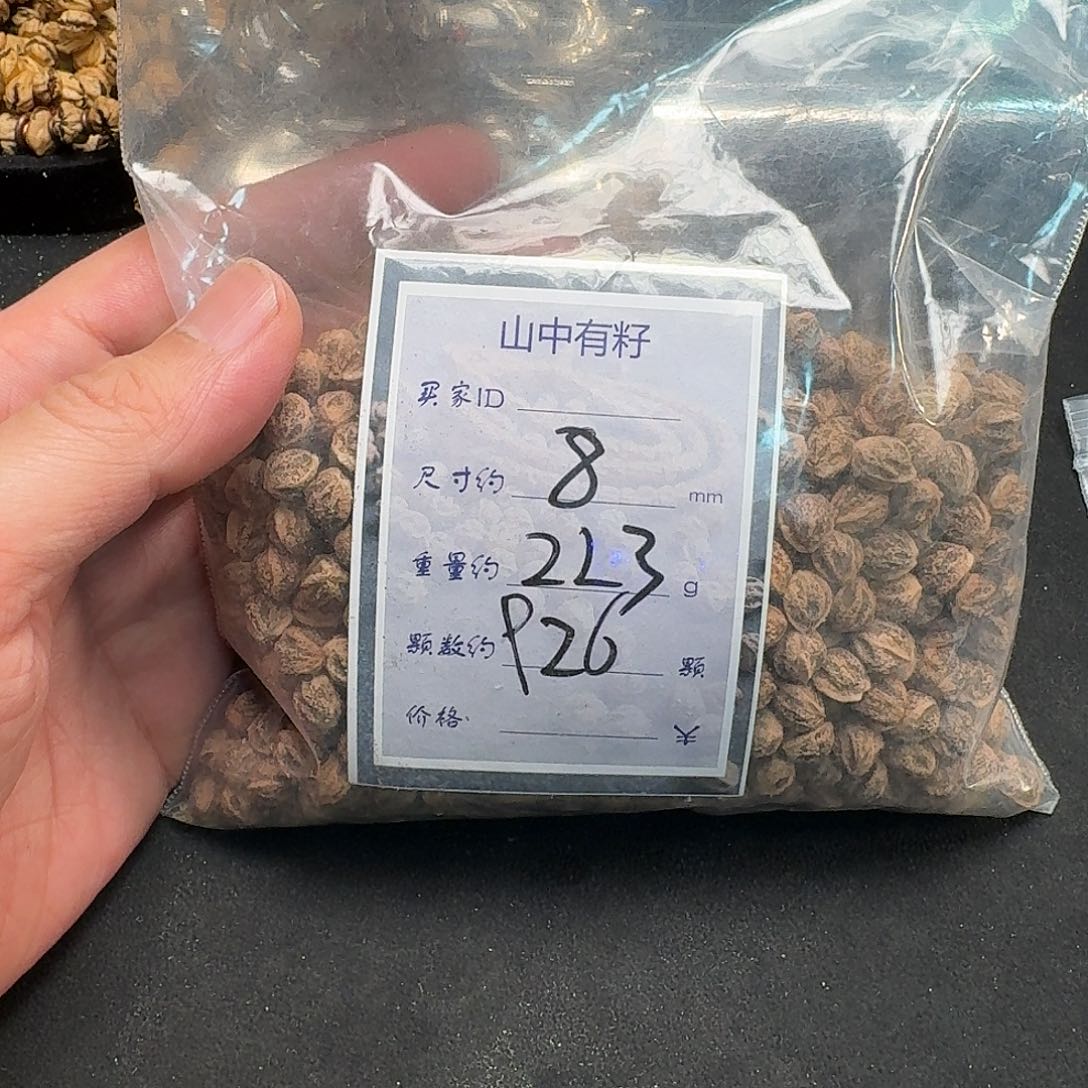 山中有籽
买家ID
尺寸约 8 mm
重量约 223 g
颗数约 926 颗
价格